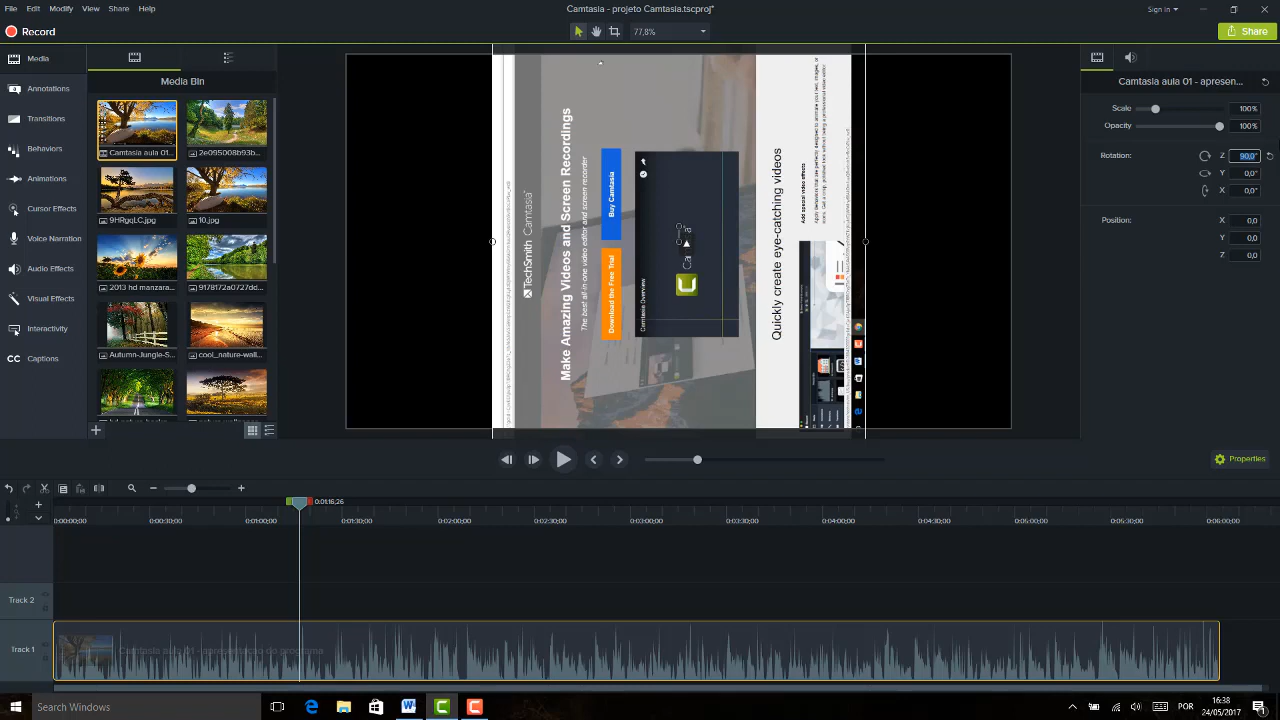 File Edit Modify View Share Help
Camtasia - projeto Camtasia.tscproj*
Sign in
Record
77,8%
Share
Media
Annotations
Transitions
Behaviors
Animations
Cursor Effects
Voice Narration
Audio Effects
Visual Effects
Interactivity
Captions
Media Bin
Camtasia aula 01...
2e095008b93b...
9HRqqLC.jpg
10.jpg
2013 hd manzara...
9178172a0727dd...
Autumn-Jungle-S...
cool_nature-wall...
TechSmith Camtasia
Make Amazing Videos and Screen Recordings
The best all-in-one video editor and screen recorder
Download the Free Trial
Buy Camtasia
Camtasia Overview
Quickly create eye-catching videos
Add special video effects
Camtasia aula 01 - apresen...
Scale 100%
Opacity 100%
Rotation: Z 90,0°
Y 0,0°
X 0,0°
Position: X 0,0
Y 0,0
Z 0,0
Properties
0:01:16;26
0:00:00;00 0:00:30;00 0:01:00;00 0:01:30;00 0:02:00;00 0:02:30;00 0:03:00;00 0:03:30;00 0:04:00;00 0:04:30;00 0:05:00;00 0:05:30;00 0:06:00;00
Track 2
Track 1
Camtasia aula 01 - apresentação do programa
Search Windows
16:38
24/05/2017